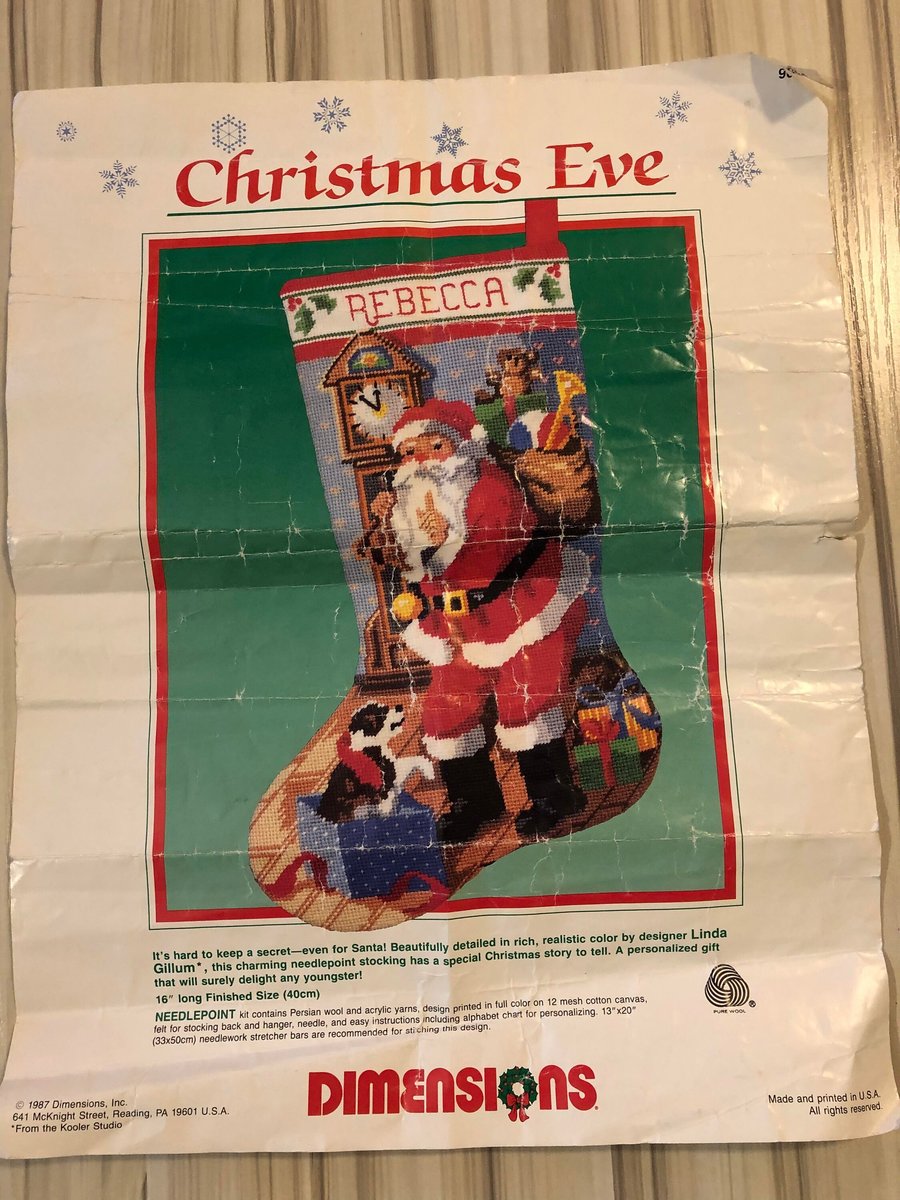 Christmas Eve
REBECCA
It's hard to keep a secret—even for Santa! Beautifully detailed in rich, realistic color by designer Linda
Gillum*, this charming needlepoint stocking has a special Christmas story to tell. A personalized gift
that will surely delight any youngster!
16" long Finished Size (40cm)
NEEDLEPOINT kit contains Persian wool and acrylic yarns, design printed in full color on 12 mesh cotton canvas,
felt for stocking back and hanger, needle, and easy instructions including alphabet chart for personalizing. 13"x20"
(33x50cm) needlework stretcher bars are recommended for stitching this design.
®
PURE WOOL
DIMENSIONS®
© 1987 Dimensions, Inc.
641 McKnight Street, Reading, PA 19601 U.S.A.
*From the Kooler Studio
Made and printed in U.S.A.
All rights reserved.